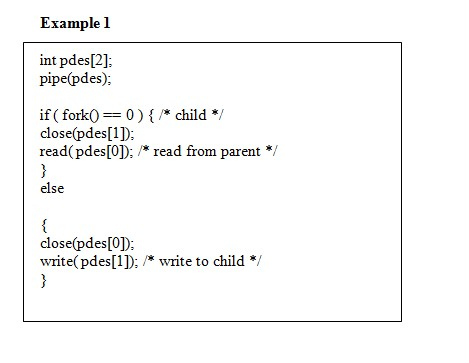 Example 1
int pdes[2];
pipe(pdes);
if ( fork() == 0 ) { /* child */
close(pdes[1]);
read( pdes[0]); /* read from parent */
}
else
{
close(pdes[0]);
write( pdes[1]); /* write to child */
}